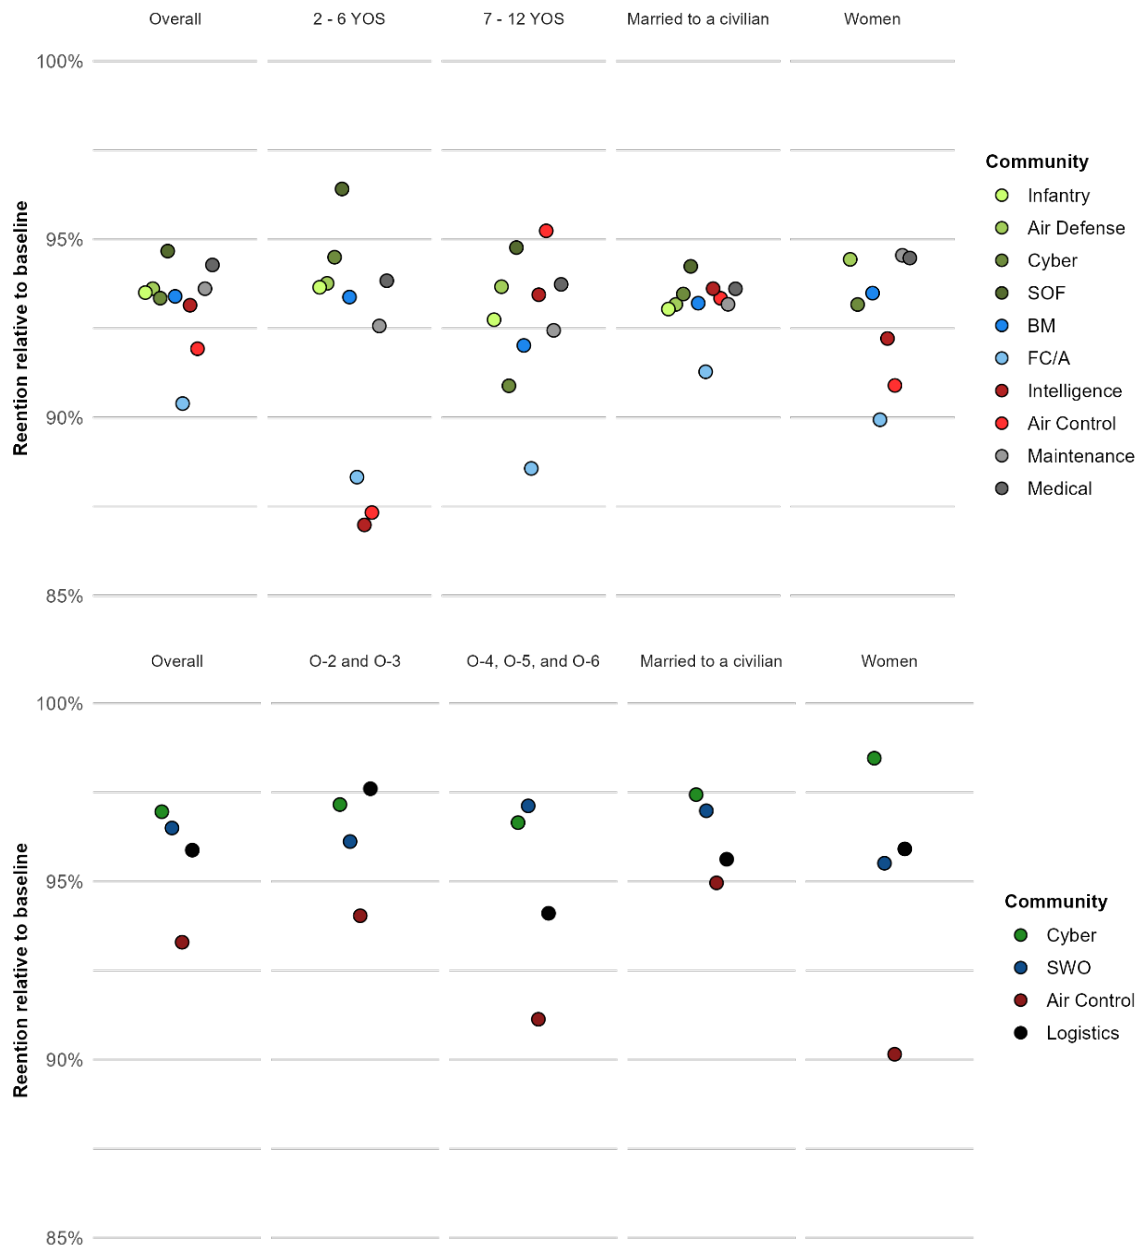 Overall 2 - 6 YOS 7 - 12 YOS Married to a civilian Women
100%
95%
90%
85%
Reention relative to baseline
Community
Infantry
Air Defense
Cyber
SOF
BM
FC/A
Intelligence
Air Control
Maintenance
Medical
Overall O-2 and O-3 O-4, O-5, and O-6 Married to a civilian Women
100%
95%
90%
85%
Reention relative to baseline
Community
Cyber
SWO
Air Control
Logistics